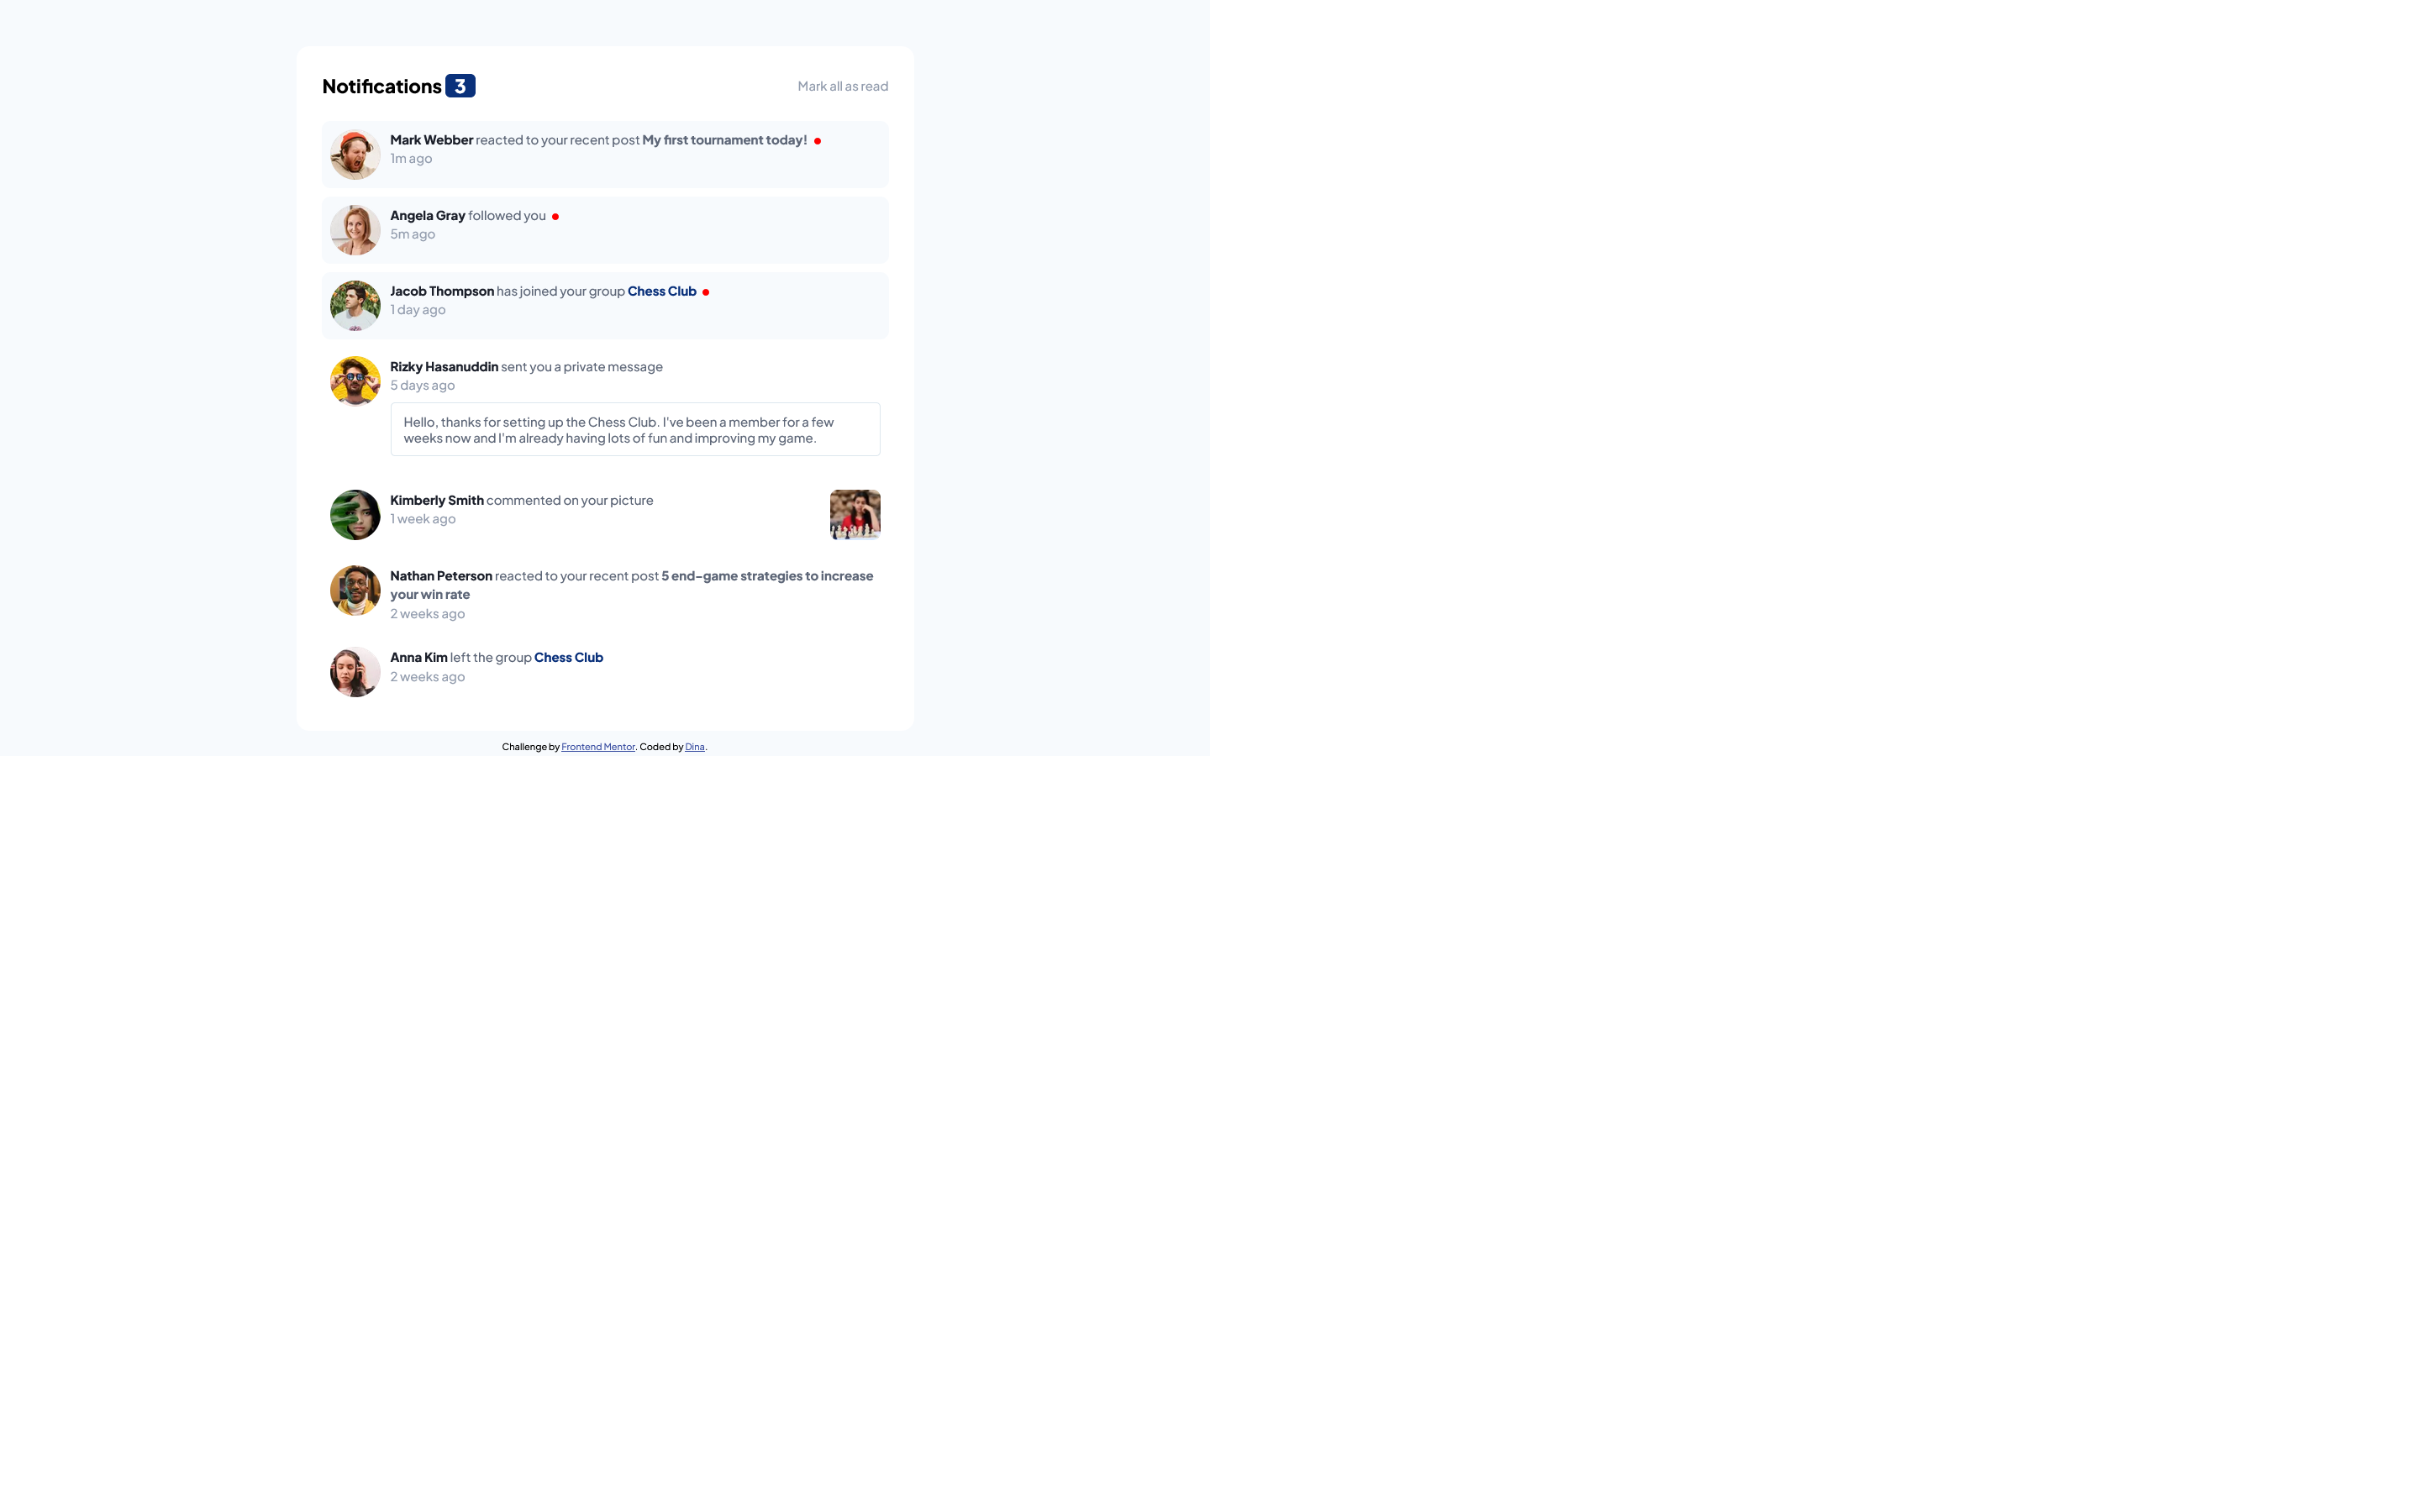 Notifications 3
Mark all as read
Mark Webber reacted to your recent post My first tournament today!
1m ago
Angela Gray followed you
5m ago
Jacob Thompson has joined your group Chess Club
1 day ago
Rizky Hasanuddin sent you a private message
5 days ago
Hello, thanks for setting up the Chess Club. I've been a member for a few
weeks now and I'm already having lots of fun and improving my game.
Kimberly Smith commented on your picture
1 week ago
Nathan Peterson reacted to your recent post 5 end-game strategies to increase
your win rate
2 weeks ago
Anna Kim left the group Chess Club
2 weeks ago
Challenge by Frontend Mentor. Coded by Dina.